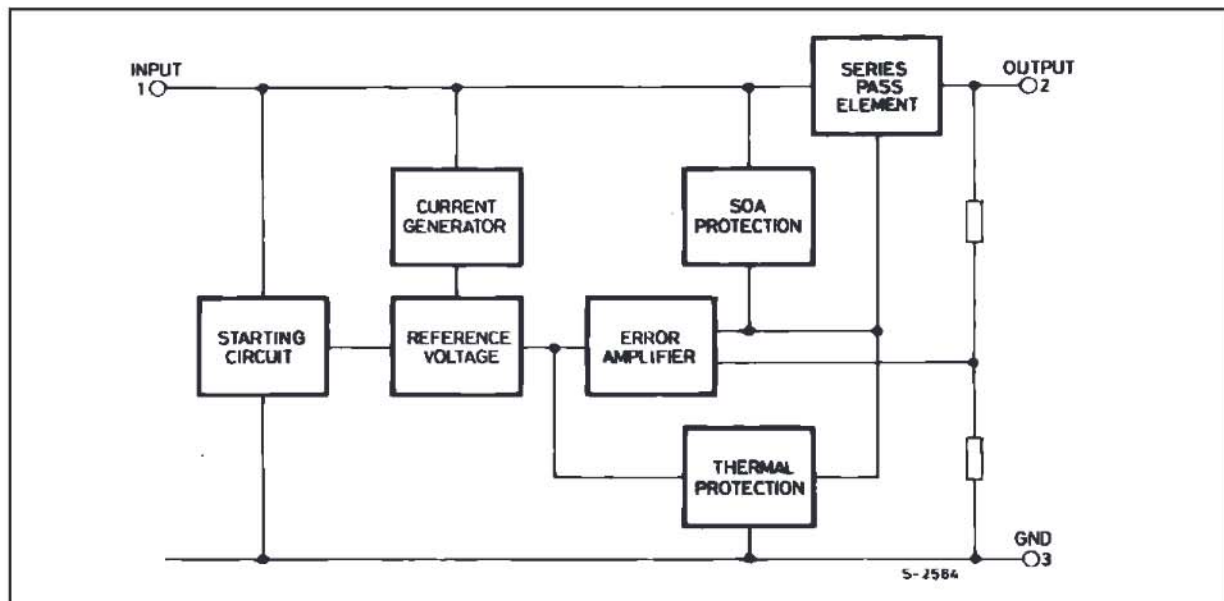 INPUT
1
SERIES
PASS
ELEMENT
OUTPUT
2
CURRENT
GENERATOR
SOA
PROTECTION
STARTING
CIRCUIT
REFERENCE
VOLTAGE
ERROR
AMPLIFIER
THERMAL
PROTECTION
GND
3
S-2564